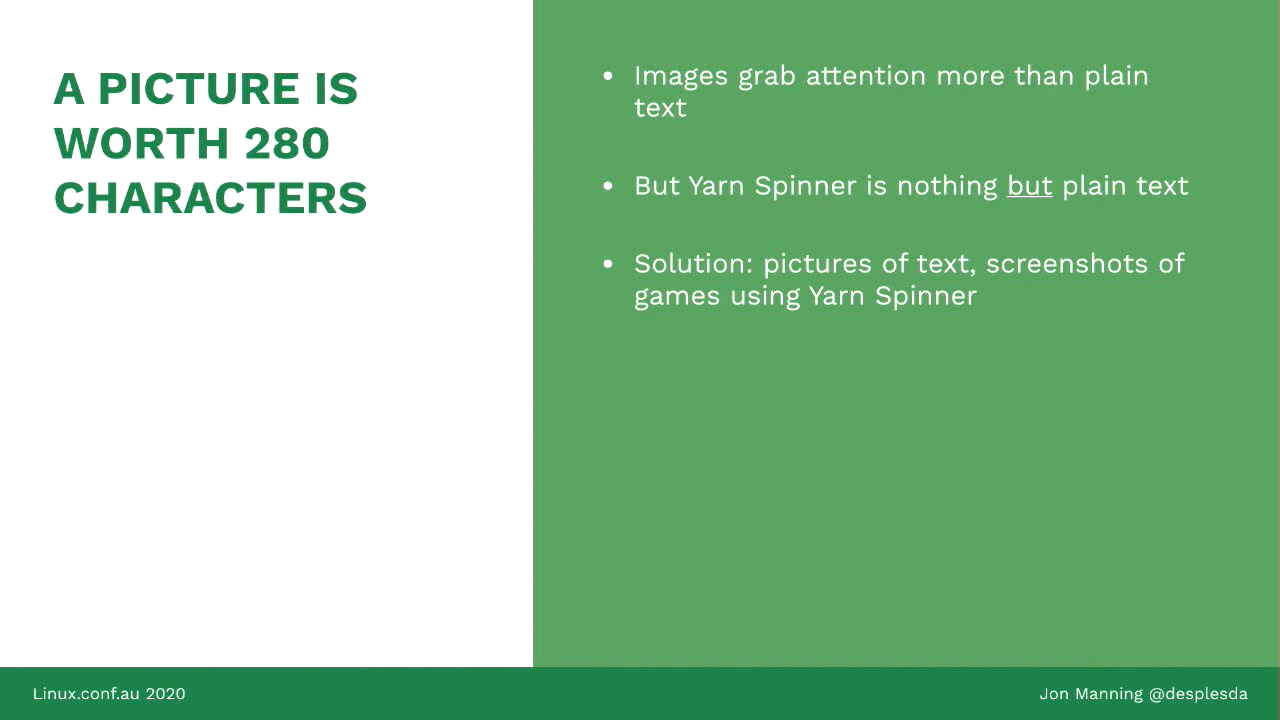 A PICTURE IS
WORTH 280
CHARACTERS
• Images grab attention more than plain
text
• But Yarn Spinner is nothing but plain text
• Solution: pictures of text, screenshots of
games using Yarn Spinner
Linux.conf.au 2020
Jon Manning @desplesda